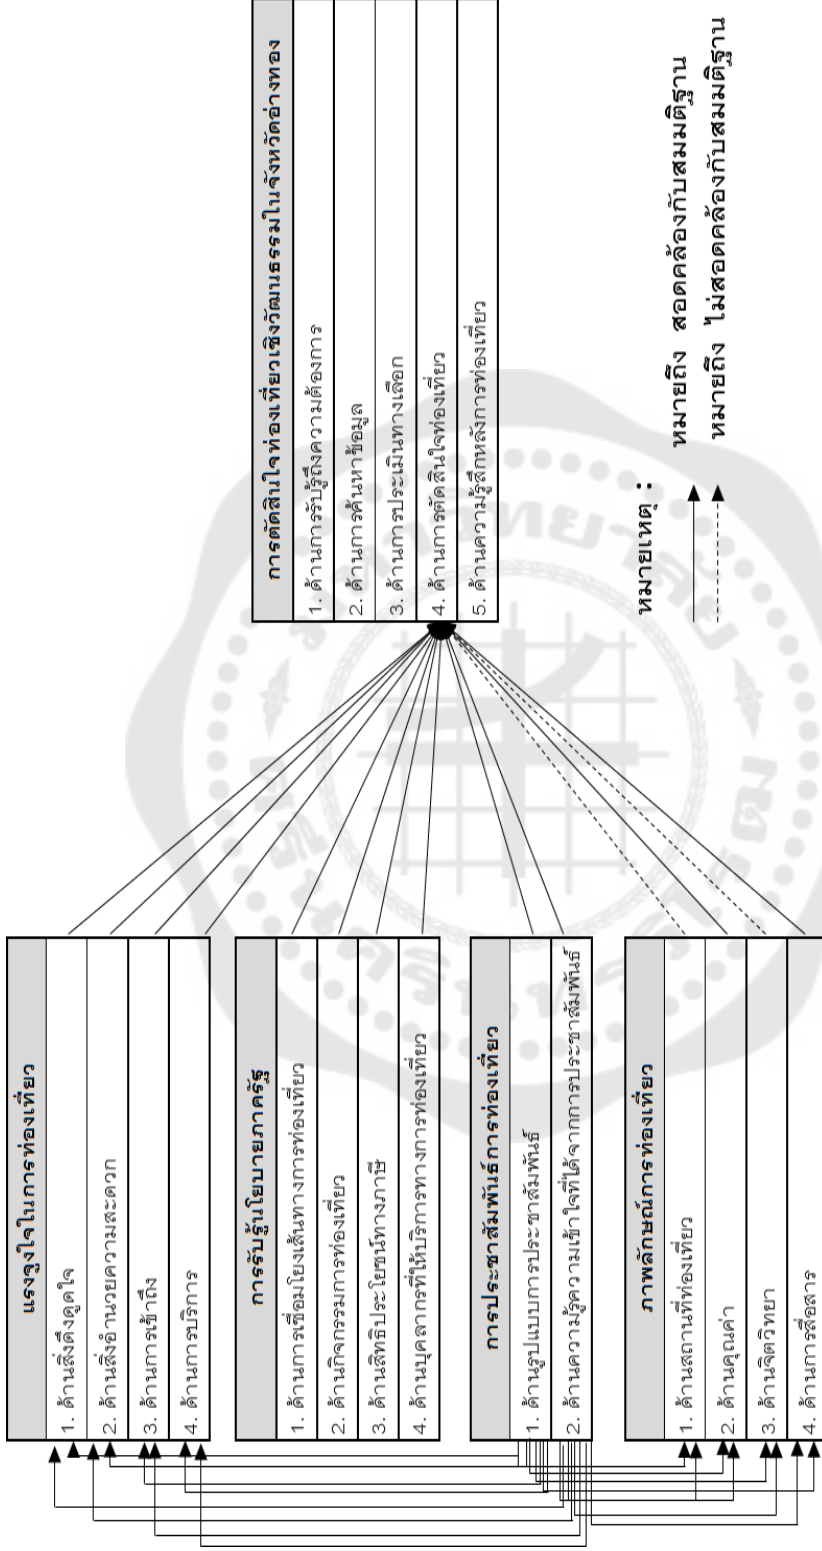 แรงจูงใจในการท่องเที่ยว
1. ด้านสิ่งดึงดูดใจ
2. ด้านสิ่งอำนวยความสะดวก
3. ด้านการเข้าถึง
4. ด้านการบริการ
การรับรู้นโยบายภาครัฐ
1. ด้านการเชื่อมโยงเส้นทางการท่องเที่ยว
2. ด้านกิจกรรมการท่องเที่ยว
3. ด้านสิทธิประโยชน์ทางภาษี
4. ด้านบุคลากรที่ให้บริการทางการท่องเที่ยว
การประชาสัมพันธ์การท่องเที่ยว
1. ด้านรูปแบบการประชาสัมพันธ์
2. ด้านความรู้ความเข้าใจที่ได้จากการประชาสัมพันธ์
ภาพลักษณ์การท่องเที่ยว
1. ด้านสถานที่ท่องเที่ยว
2. ด้านคุณค่า
3. ด้านจิตวิทยา
4. ด้านการสื่อสาร
การตัดสินใจท่องเที่ยวเชิงวัฒนธรรมในจังหวัดอ่างทอง
1. ด้านการรับรู้ถึงความต้องการ
2. ด้านการค้นหาข้อมูล
3. ด้านการประเมินทางเลือก
4. ด้านการตัดสินใจท่องเที่ยว
5. ด้านความรู้สึกหลังการท่องเที่ยว
หมายเหตุ :
หมายถึง สอดคล้องกับสมมติฐาน
หมายถึง ไม่สอดคล้องกับสมมติฐาน